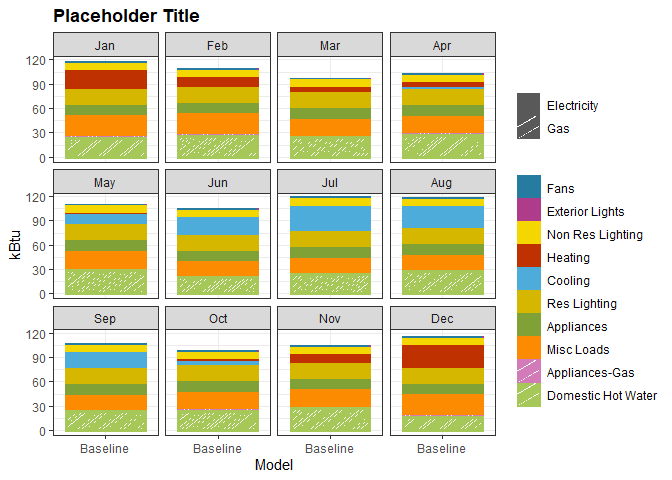 Placeholder Title
Jan Feb Mar Apr
120
90
60
30
0
May Jun Jul Aug
120
90
60
30
0
Sep Oct Nov Dec
120
90
60
30
0
kBtu
Baseline Baseline Baseline Baseline
Model
Electricity
Gas
Fans
Exterior Lights
Non Res Lighting
Heating
Cooling
Res Lighting
Appliances
Misc Loads
Appliances-Gas
Domestic Hot Water